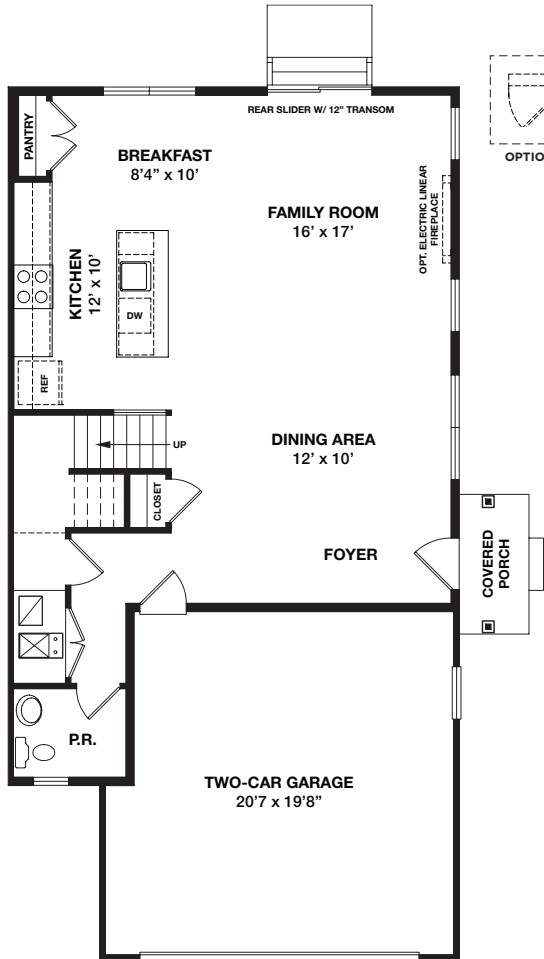 REAR SLIDER W/ 12" TRANSOM
PANTRY
BREAKFAST
8'4" x 10'
FAMILY ROOM
16' x 17'
OPT. ELECTRIC LINEAR
FIREPLACE
OPTIO
KITCHEN
12' x 10'
DW
REF
UP
DINING AREA
12' x 10'
CLOSET
FOYER
COVERED
PORCH
P.R.
TWO-CAR GARAGE
20'7 x 19'8"